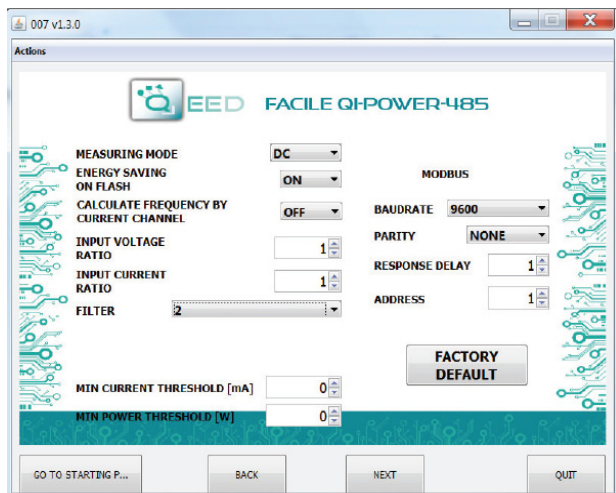 007 v1.3.0
Actions
QEED FACILE QI-POWER-485
MEASURING MODE DC
ENERGY SAVING
ON FLASH ON
CALCULATE FREQUENCY BY
CURRENT CHANNEL OFF
INPUT VOLTAGE
RATIO 1
INPUT CURRENT
RATIO 1
FILTER 2
MIN CURRENT THRESHOLD [mA] 0
MIN POWER THRESHOLD [W] 0
MODBUS
BAUDRATE 9600
PARITY NONE
RESPONSE DELAY 1
ADDRESS 1
FACTORY
DEFAULT
GO TO STARTING P... BACK NEXT QUIT